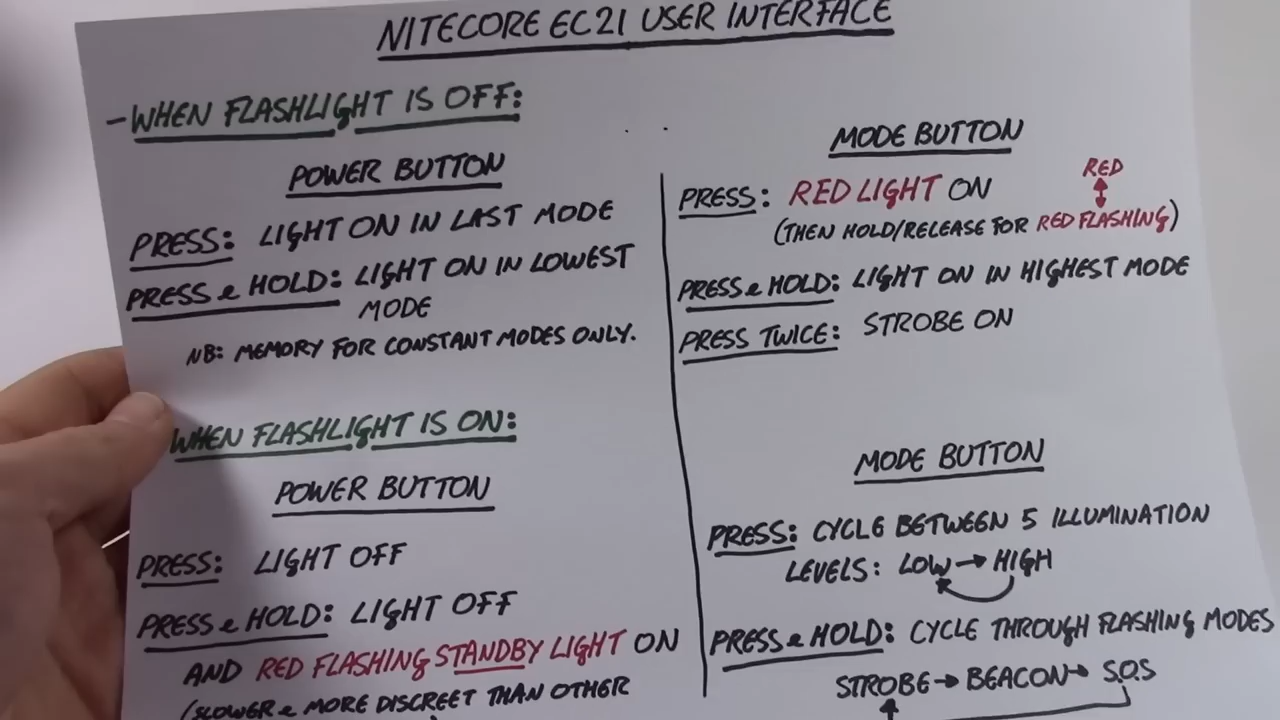 NITECORE EC21 USER INTERFACE
- WHEN FLASHLIGHT IS OFF:
POWER BUTTON
PRESS: LIGHT ON IN LAST MODE
PRESS & HOLD: LIGHT ON IN LOWEST
MODE
NB: MEMORY FOR CONSTANT MODES ONLY.
MODE BUTTON
PRESS: RED LIGHT ON
RED
(THEN HOLD/RELEASE FOR RED FLASHING)
PRESS & HOLD: LIGHT ON IN HIGHEST MODE
PRESS TWICE: STROBE ON
WHEN FLASHLIGHT IS ON:
POWER BUTTON
PRESS: LIGHT OFF
PRESS & HOLD: LIGHT OFF
AND RED FLASHING STANDBY LIGHT ON
(SLOWER & MORE DISCREET THAN OTHER
MODE BUTTON
PRESS: CYCLE BETWEEN 5 ILLUMINATION
LEVELS: LOW → HIGH
PRESS & HOLD: CYCLE THROUGH FLASHING MODES
STROBE → BEACON → S.O.S